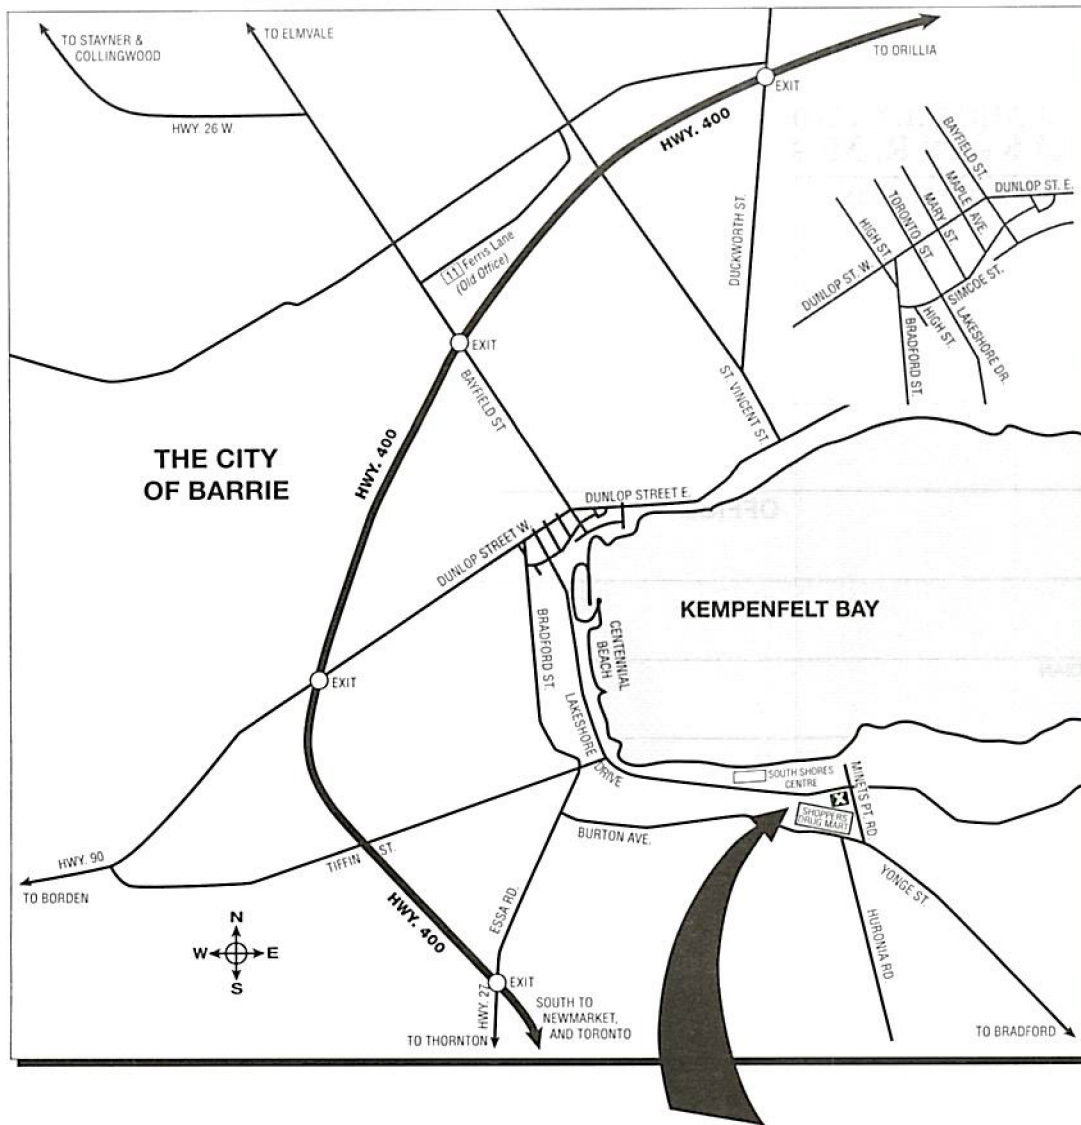 TO STAYNER &
COLLINGWOOD
TO ELMVALE
TO ORILLIA
HWY. 26 W.
EXIT
HWY. 400
11 Ferris Lane
(Old Office)
DUCKWORTH ST.
BAYFIELD ST.
MAPLE AVE.
MARY ST
TORONTO ST
HIGH ST.
DUNLOP ST. E.
DUNLOP ST. W.
SIMCOE ST.
LAKESHORE DR.
HIGH ST.
BRADFORD ST.
EXIT
BAYFIELD ST
ST. VINCENT ST.
HWY. 400
THE CITY
OF BARRIE
DUNLOP STREET E.
DUNLOP STREET W.
KEMPENFELT BAY
BRADFORD ST.
CENTENNIAL
BEACH
LAKESHORE DRIVE
EXIT
SOUTH SHORES
CENTRE
MINETS PT. RD.
X
SHOPPERS
DRUG MART
BURTON AVE.
TIFFIN ST.
HWY. 90
TO BORDEN
HWY. 400
ESSA RD.
YONGE ST.
HURONIA RD.
N
W E
S
EXIT
HWY. 27
SOUTH TO
NEWMARKET,
AND TORONTO
TO THORNTON
TO BRADFORD